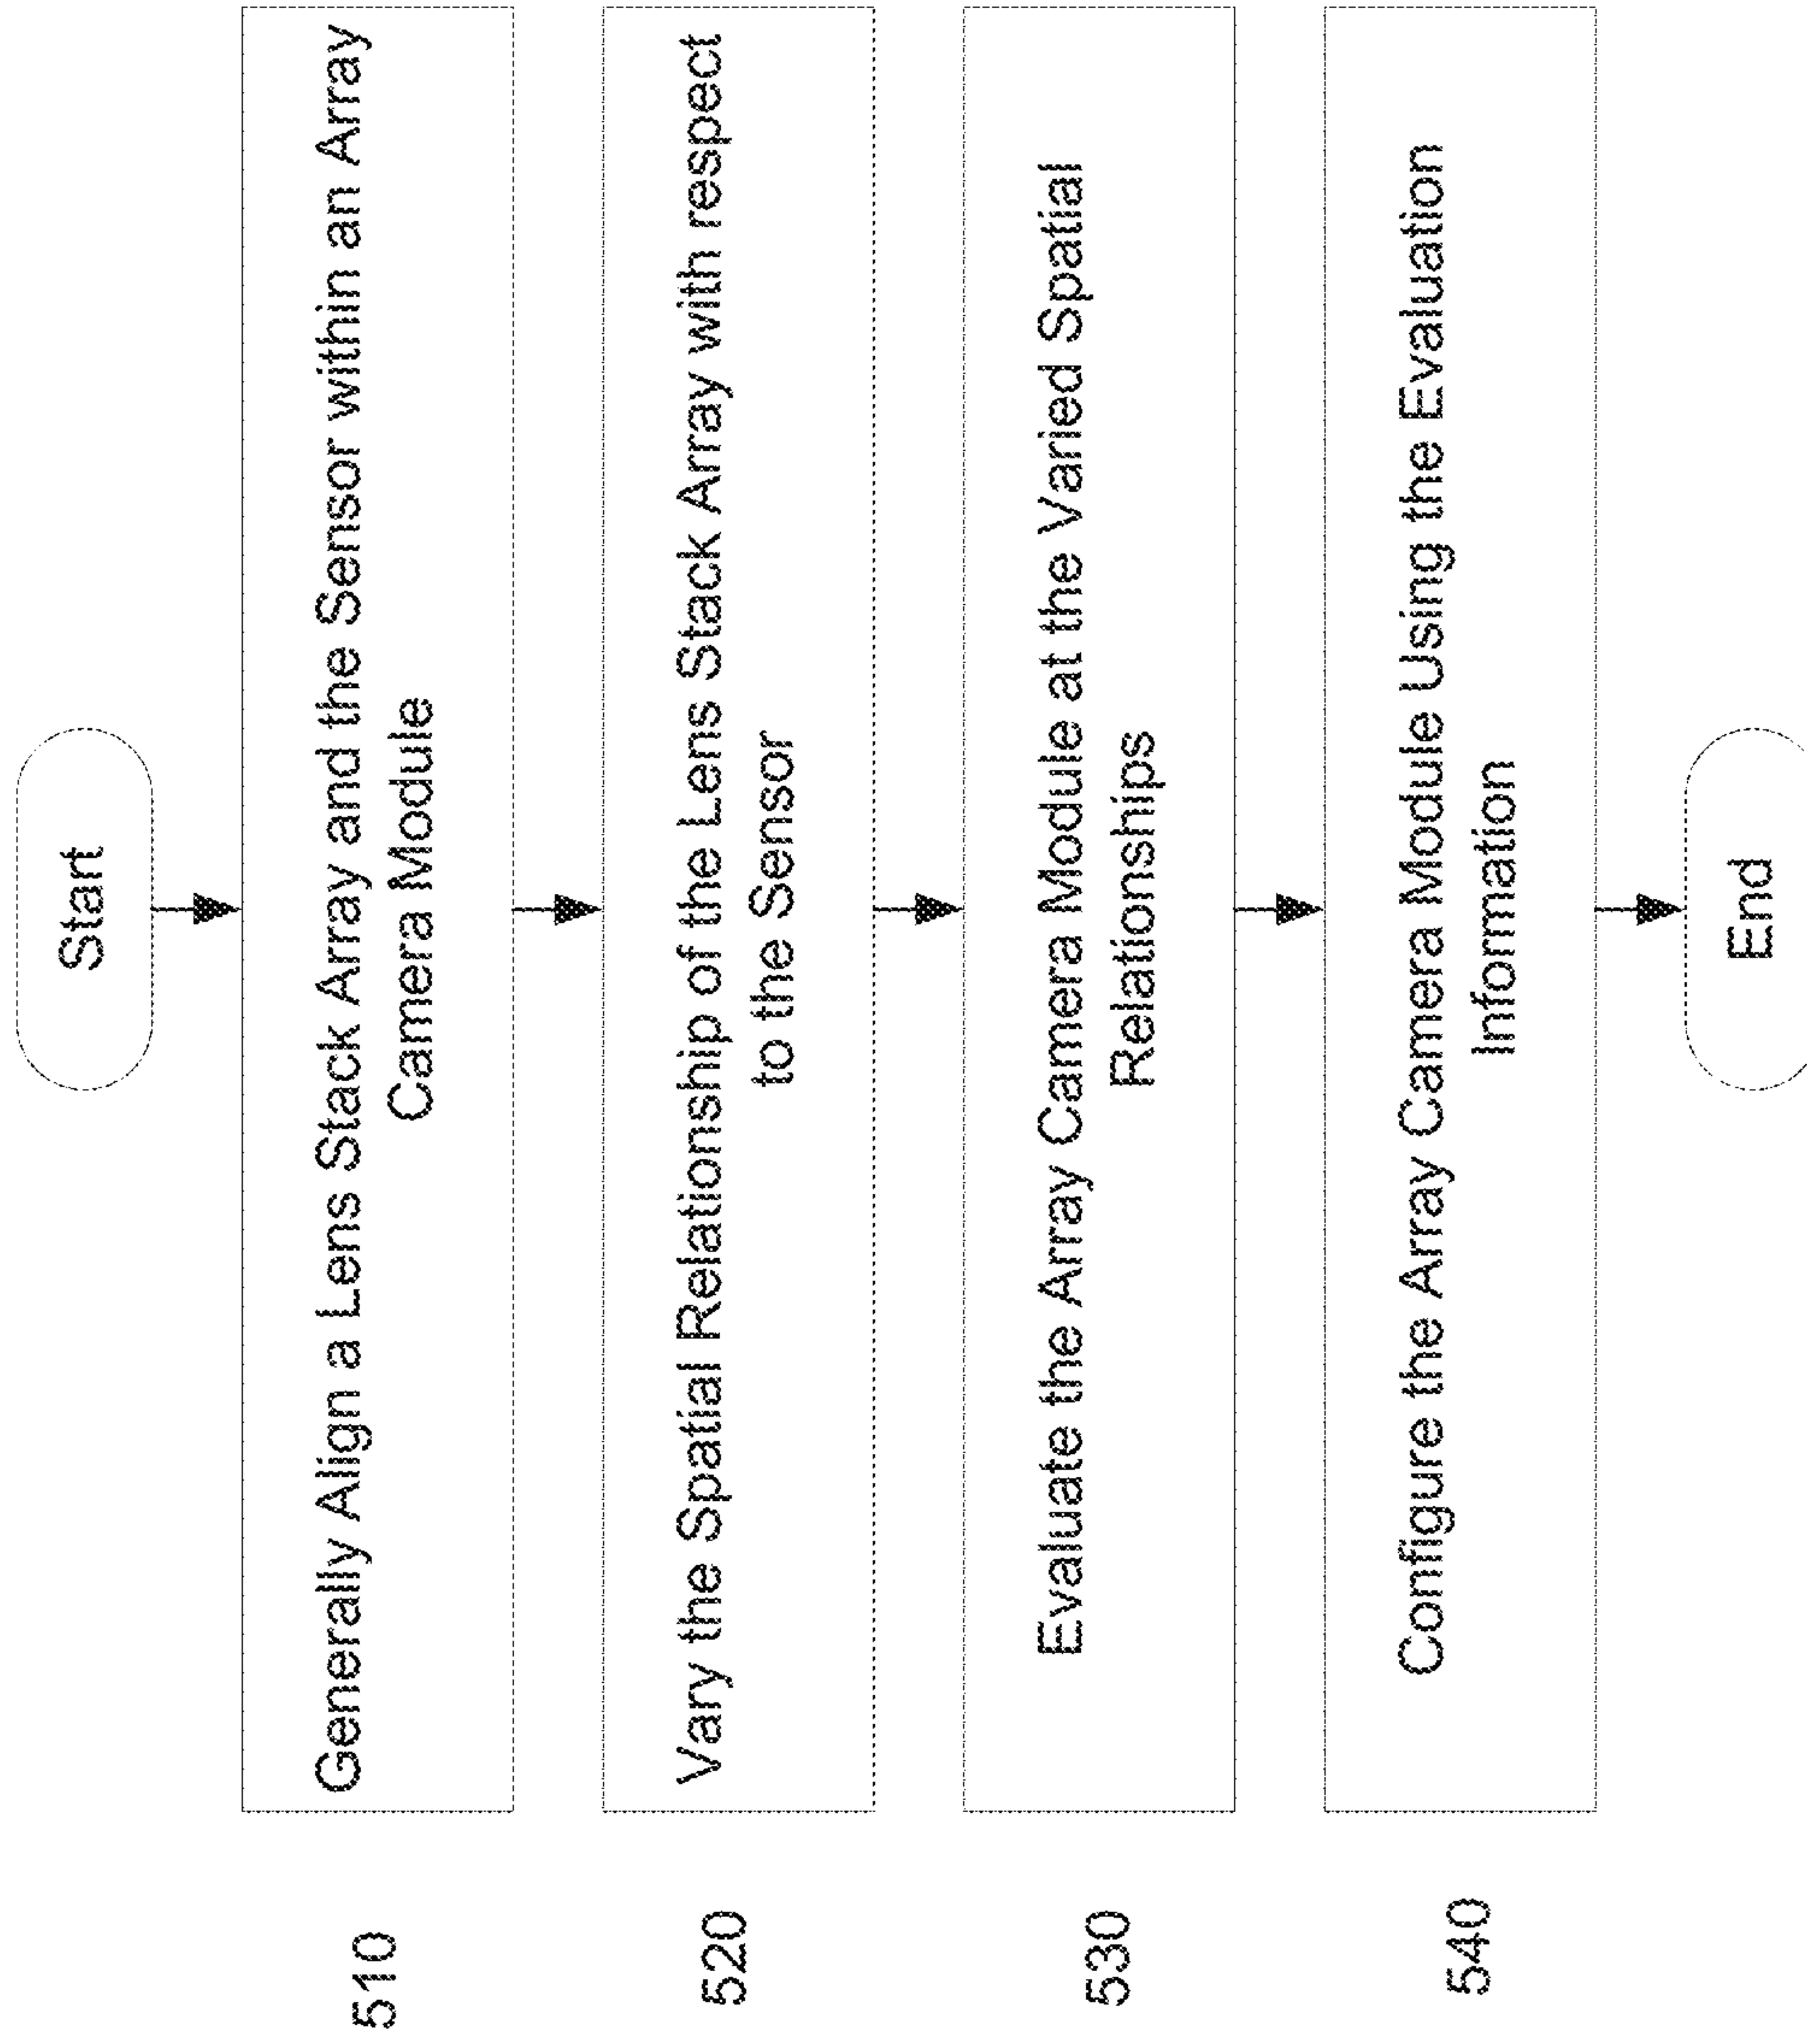 Start
510
Generally Align a Lens Stack Array and the Sensor within an Array
Camera Module
520
Vary the Spatial Relationship of the Lens Stack Array with respect
to the Sensor
530
Evaluate the Array Camera Module at the Varied Spatial
Relationships
540
Configure the Array Camera Module Using the Evaluation
Information
End